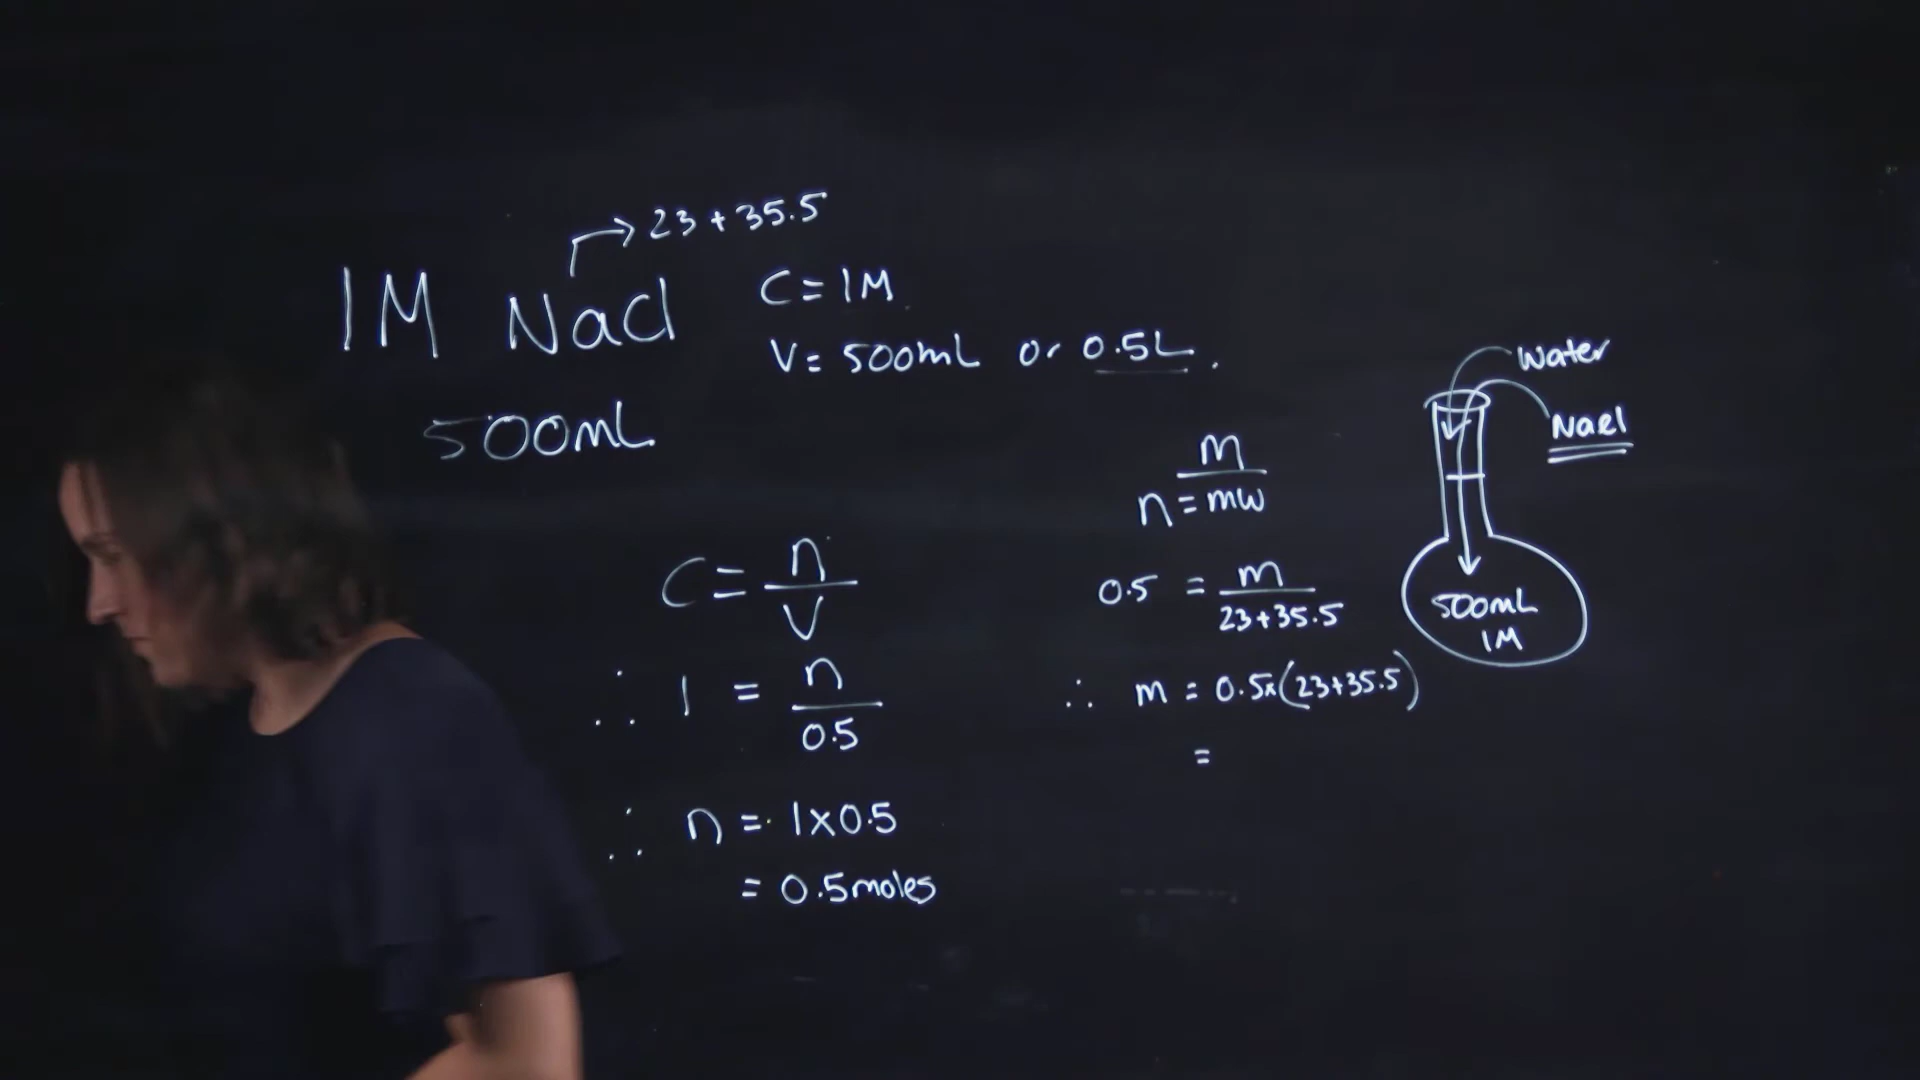 23 + 35.5
1M NaCl
500mL
C = 1M
V = 500mL or 0.5L.
C = n/V
∴ 1 = n/0.5
∴ n = 1x0.5
= 0.5moles
n = m/mw
0.5 = m/23+35.5
∴ m = 0.5x(23+35.5)
=
Water
NaCl
500mL
1M